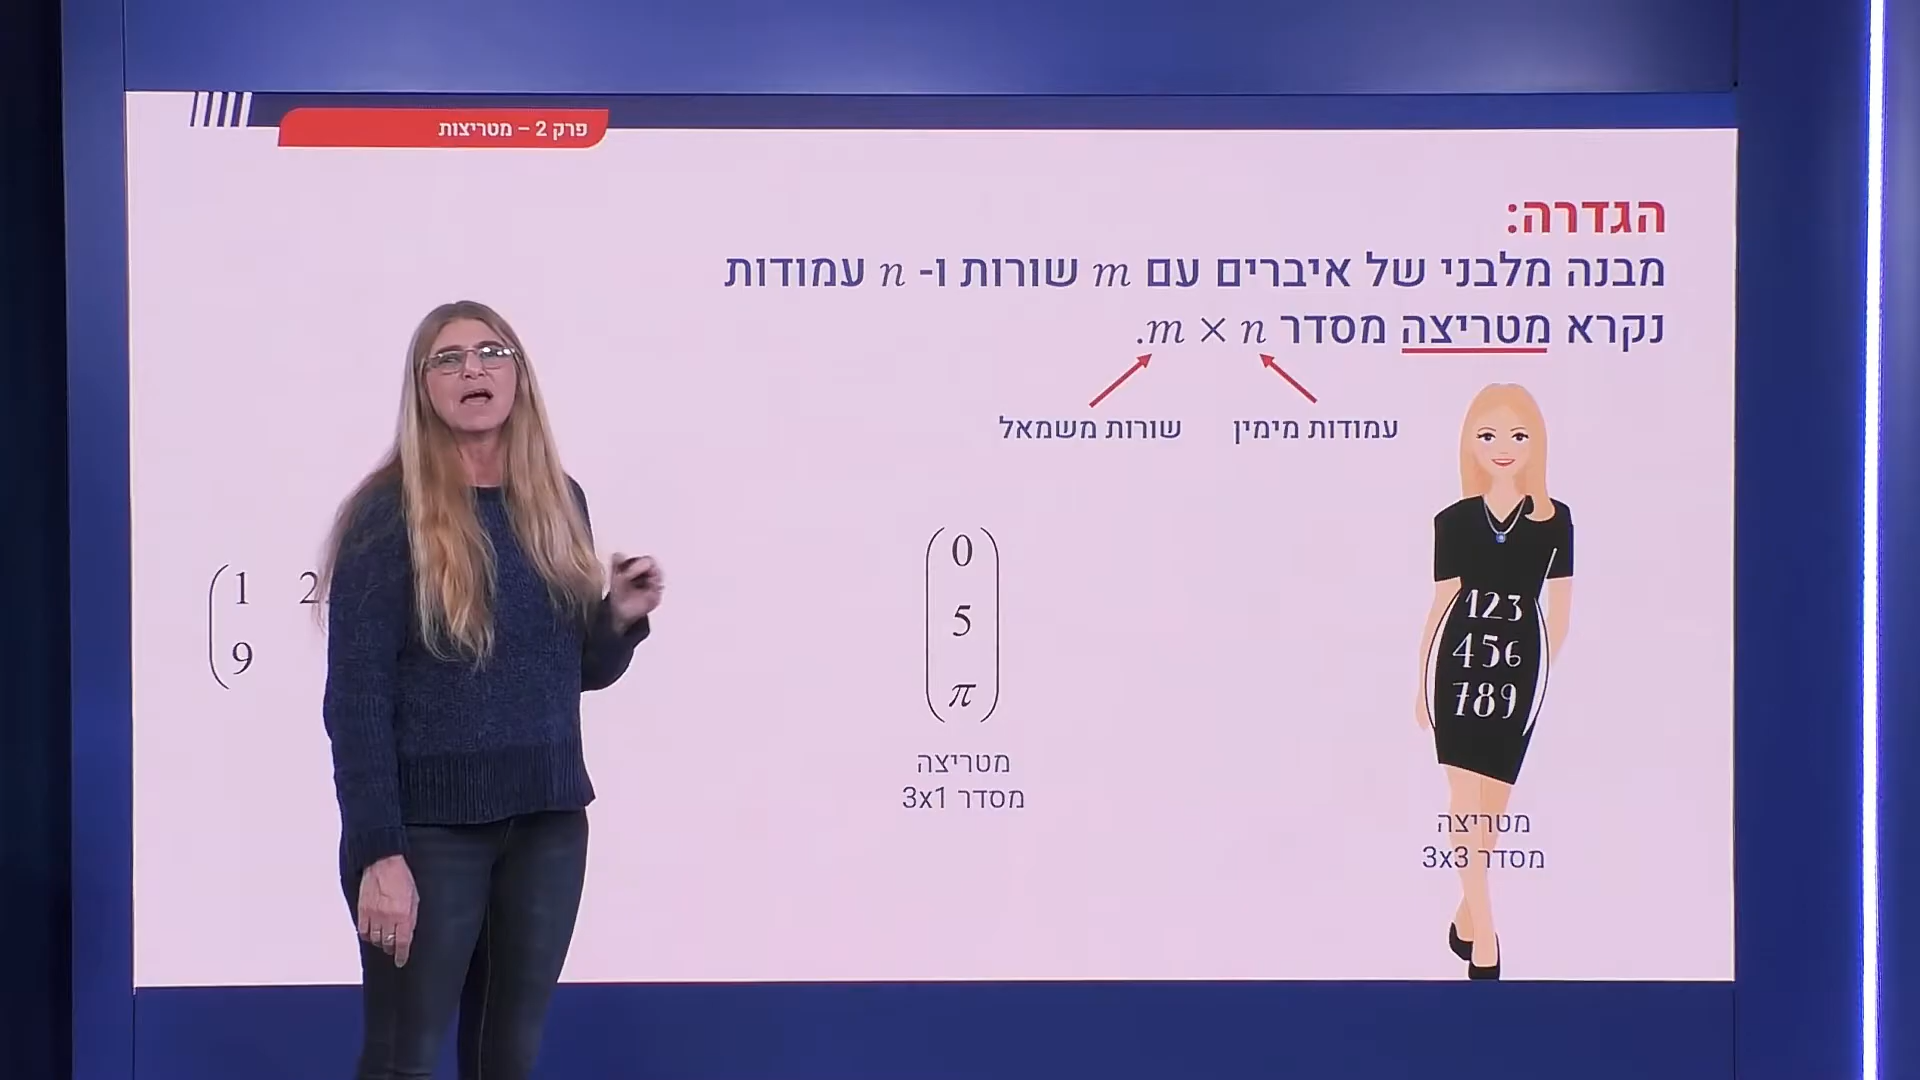 פרק 2 – מטריצות
הגדרה:
מבנה מלבני של איברים עם m שורות ו- n עמודות
נקרא מטריצה מסדר m × n.
שורות משמאל עמודות מימין
1 2
9
0
5
π
מטריצה
מסדר 3x1
123
456
789
מטריצה
מסדר 3x3